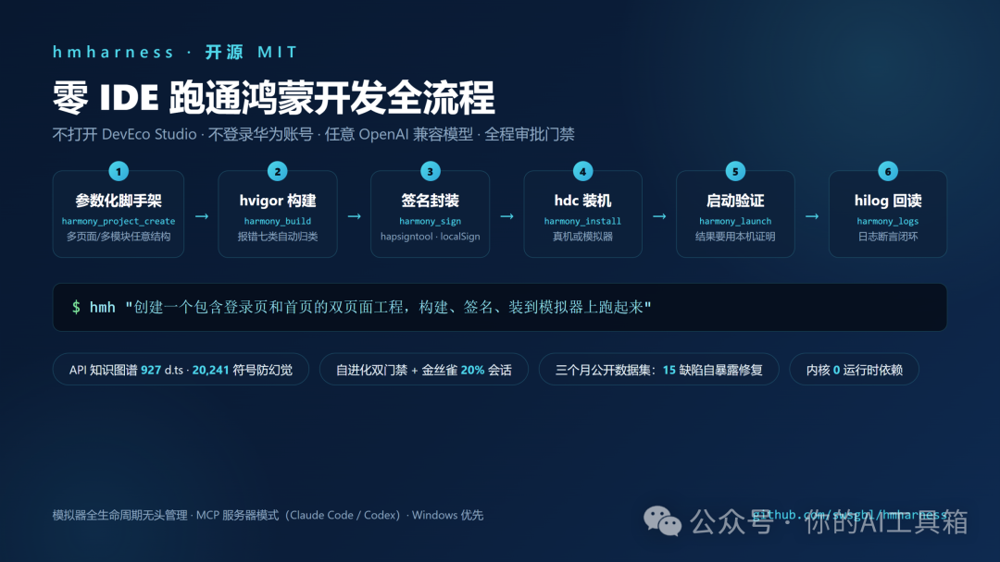 hmharness · 开源 MIT
零 IDE 跑通鸿蒙开发全流程
不打开 DevEco Studio · 不登录华为账号 · 任意 OpenAI 兼容模型 · 全程审批门禁
1
参数化脚手架
harmony_project_create
多页面/多模块任意结构
→
2
hvigor 构建
harmony_build
报错七类自动归类
→
3
签名封装
harmony_sign
hapsigntool · localSign
→
4
hdc 装机
harmony_install
真机或模拟器
→
5
启动验证
harmony_launch
结果要用本机证明
→
6
hilog 回读
harmony_logs
日志断言闭环
$ hmh "创建一个包含登录页和首页的双页面工程，构建、签名、装到模拟器上跑起来"
API 知识图谱 927 d.ts · 20,241 符号防幻觉
自进化双门禁 + 金丝雀 20% 会话
三个月公开数据集：15 缺陷自暴露修复
内核 0 运行时依赖
模拟器全生命周期无头管理 · MCP 服务器模式（Claude Code / Codex）· Windows 优先
公众号 · 你的AI工具箱